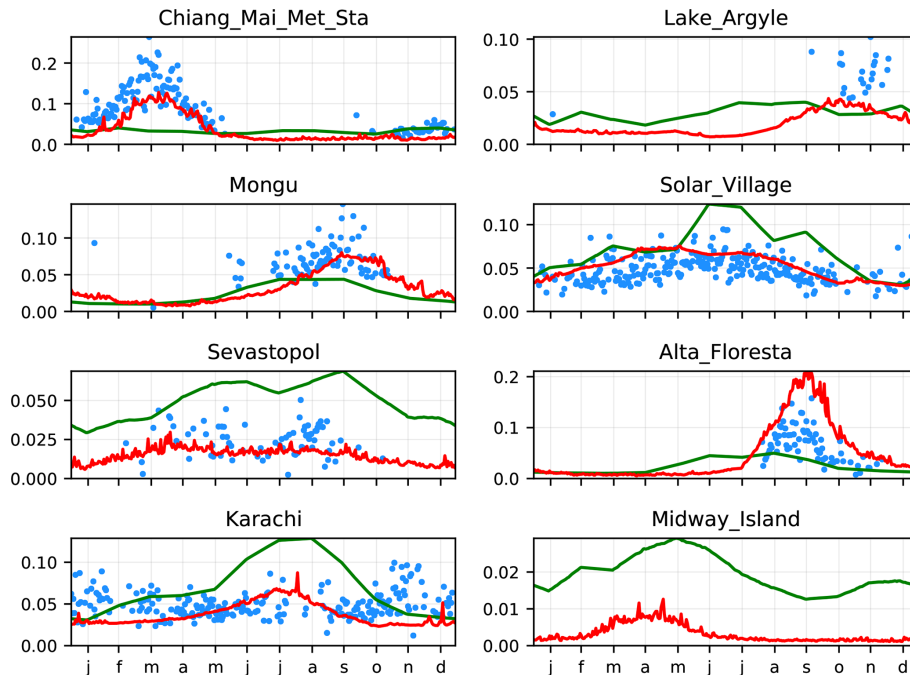 Chiang_Mai_Met_Sta
0.2
0.1
0.0
Lake_Argyle
0.10
0.05
0.00
Mongu
0.10
0.05
0.00
Solar_Village
0.10
0.05
0.00
Sevastopol
0.050
0.025
0.000
Alta_Floresta
0.2
0.1
0.0
Karachi
0.10
0.05
0.00
j f m a m j j a s o n d
Midway_Island
0.02
0.01
0.00
j f m a m j j a s o n d